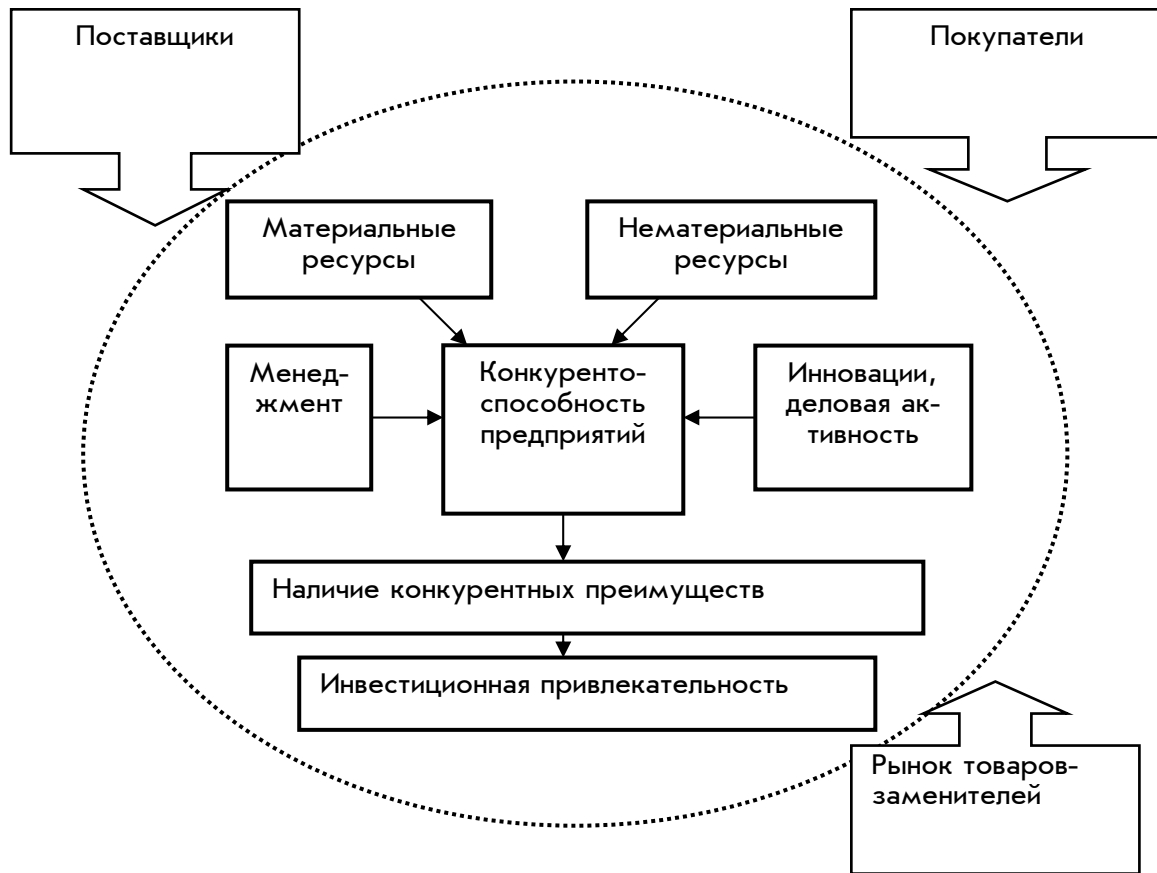 Поставщики
Покупатели
Материальные
ресурсы
Нематериальные
ресурсы
Менед-
жмент
Конкуренто-
способность
предприятий
Инновации,
деловая ак-
тивность
Наличие конкурентных преимуществ
Инвестиционная привлекательность
Рынок товаров-
заменителей